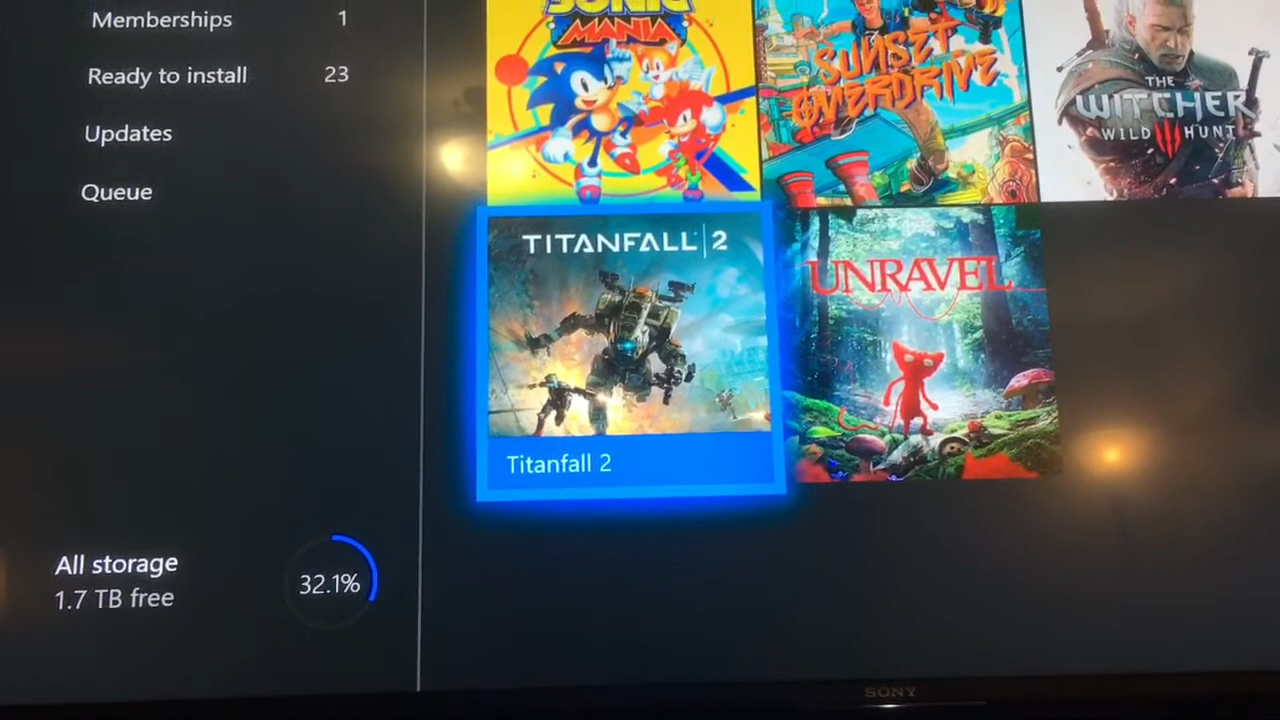 Memberships 1
Ready to install 23
Updates
Queue
All storage
1.7 TB free
32.1%
SONIC
MANIA
SUNSET
OVERDRIVE
THE
WITCHER
WILD HUNT
TITANFALL | 2
Titanfall 2
UNRAVEL
SONY